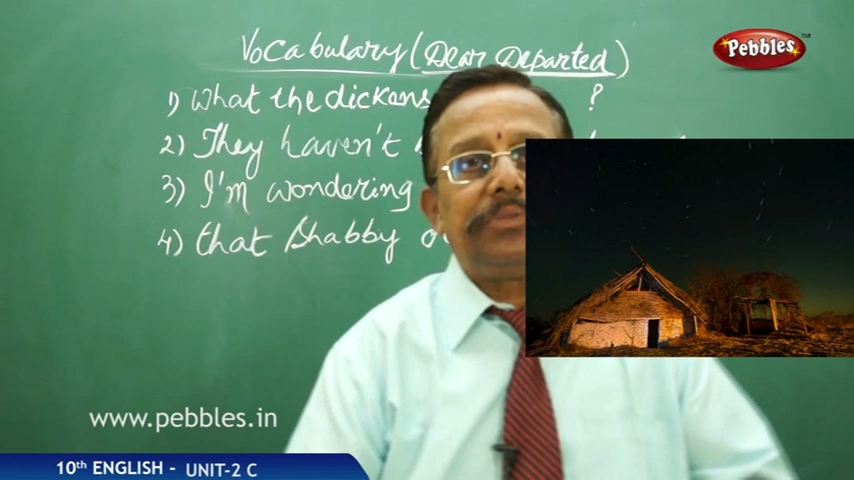 Vocabulary (Dear Departed)
Pebbles™
1) What the dickens ?
2) They haven't
3) I'm wondering
4) that shabby
www.pebbles.in
10th ENGLISH - UNIT-2 C